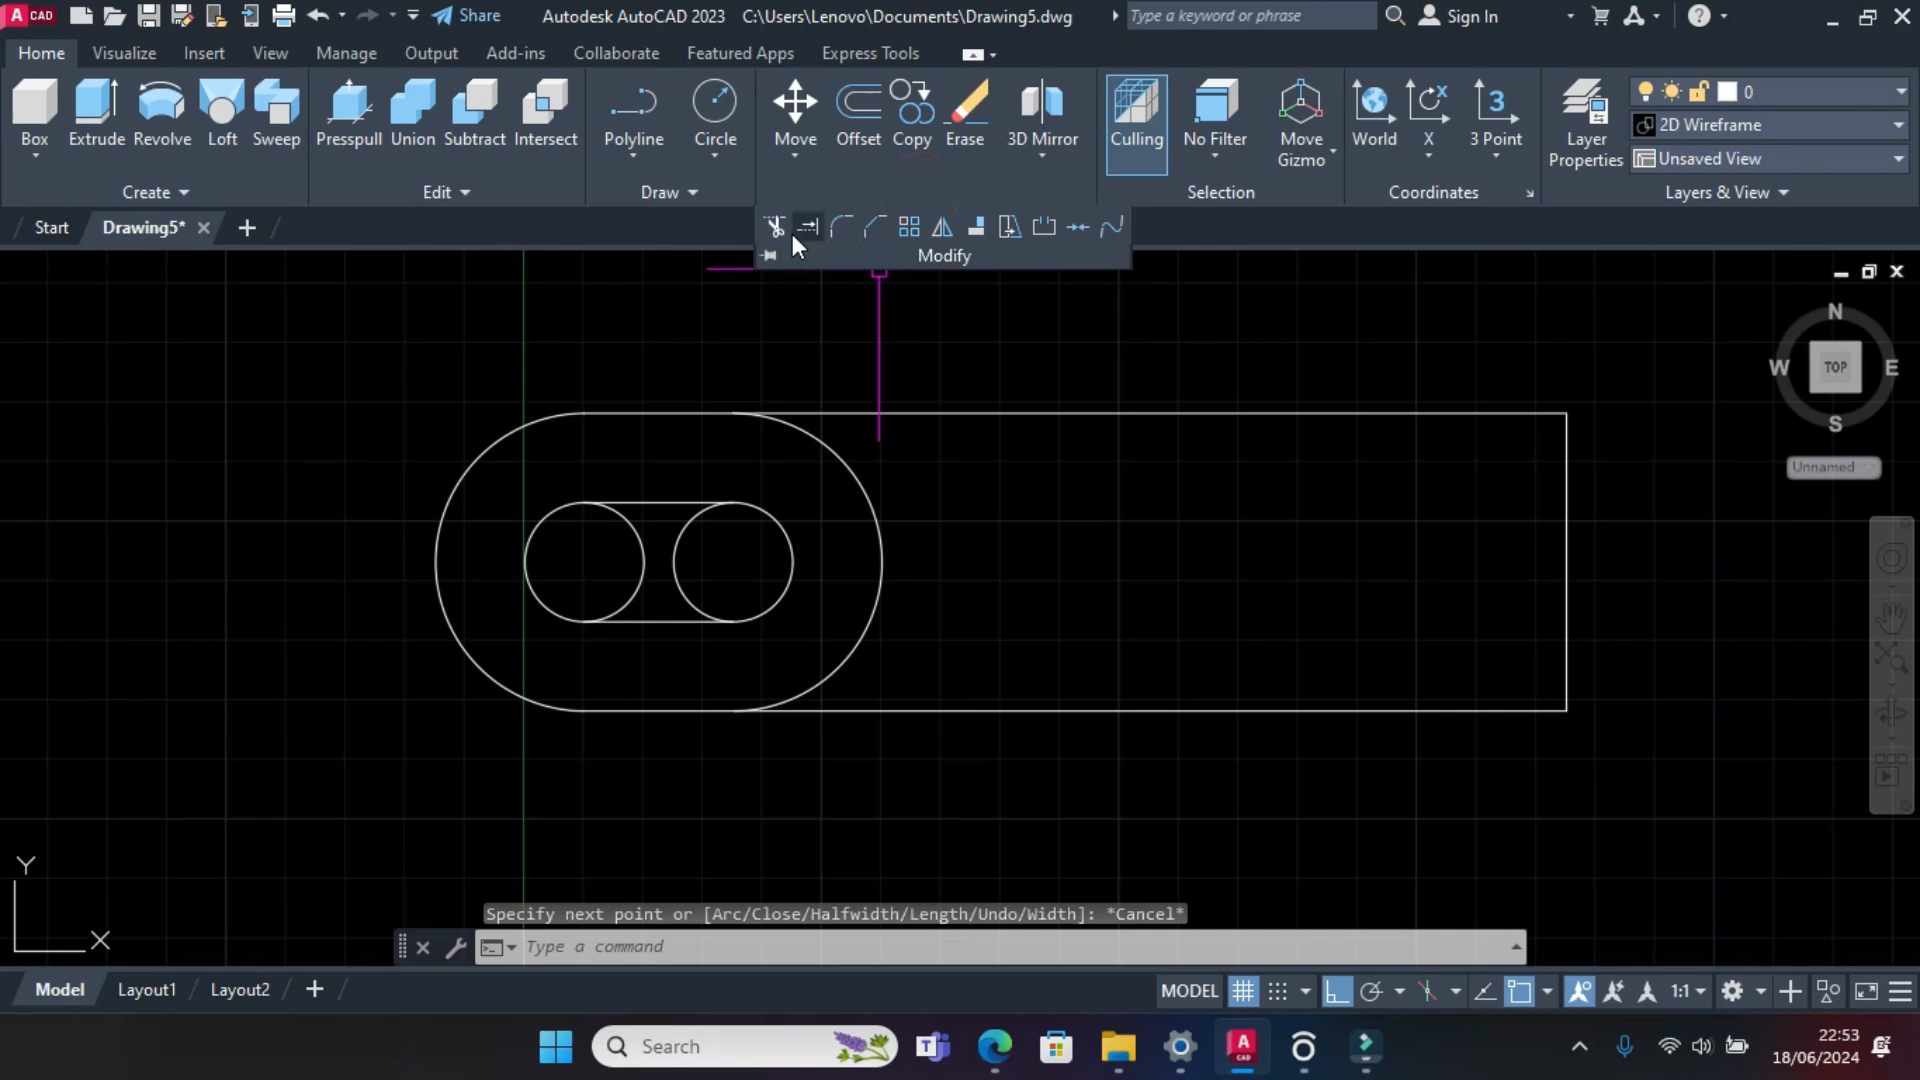 A CAD Share Autodesk AutoCAD 2023 C:\Users\Lenovo\Documents\Drawing5.dwg Type a keyword or phrase Sign In
Home Visualize Insert View Manage Output Add-ins Collaborate Featured Apps Express Tools
Box Extrude Revolve Loft Sweep Presspull Union Subtract Intersect Polyline Circle Move Offset Copy Erase 3D Mirror Culling No Filter Move Gizmo World X 3 Point Layer Properties 0
2D Wireframe
Unsaved View
Create Edit Draw Selection Coordinates Layers & View
Start Drawing5* Modify
N
W TOP E
S
Unnamed
Y
X
Specify next point or [Arc/Close/Halfwidth/Length/Undo/Width]: *Cancel*
Type a command
Model Layout1 Layout2 MODEL 1:1
Search
A CAD
22:53
18/06/2024